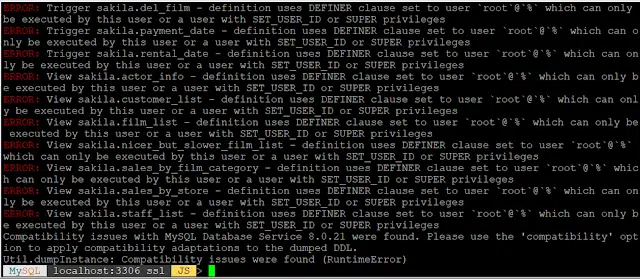 ERROR: Trigger sakila.del_film - definition uses DEFINER clause set to user `root`@`%` which can only
be executed by this user or a user with SET_USER_ID or SUPER privileges
ERROR: Trigger sakila.payment_date - definition uses DEFINER clause set to user `root`@`%` which can o
nly be executed by this user or a user with SET_USER_ID or SUPER privileges
ERROR: Trigger sakila.rental_date - definition uses DEFINER clause set to user `root`@`%` which can on
ly be executed by this user or a user with SET_USER_ID or SUPER privileges
ERROR: View sakila.actor_info - definition uses DEFINER clause set to user `root`@`%` which can only b
e executed by this user or a user with SET_USER_ID or SUPER privileges
ERROR: View sakila.customer_list - definition uses DEFINER clause set to user `root`@`%` which can onl
y be executed by this user or a user with SET_USER_ID or SUPER privileges
ERROR: View sakila.film_list - definition uses DEFINER clause set to user `root`@`%` which can only be
 executed by this user or a user with SET_USER_ID or SUPER privileges
ERROR: View sakila.nicer_but_slower_film_list - definition uses DEFINER clause set to user `root`@`%`
which can only be executed by this user or a user with SET_USER_ID or SUPER privileges
ERROR: View sakila.sales_by_film_category - definition uses DEFINER clause set to user `root`@`%` whic
h can only be executed by this user or a user with SET_USER_ID or SUPER privileges
ERROR: View sakila.sales_by_store - definition uses DEFINER clause set to user `root`@`%` which can on
ly be executed by this user or a user with SET_USER_ID or SUPER privileges
ERROR: View sakila.staff_list - definition uses DEFINER clause set to user `root`@`%` which can only b
e executed by this user or a user with SET_USER_ID or SUPER privileges
Compatibility issues with MySQL Database Service 8.0.21 were found. Please use the 'compatibility' opt
ion to apply compatibility adaptations to the dumped DDL.
Util.dumpInstance: Compatibility issues were found (RuntimeError)
MySQL localhost:3306 ssl JS >